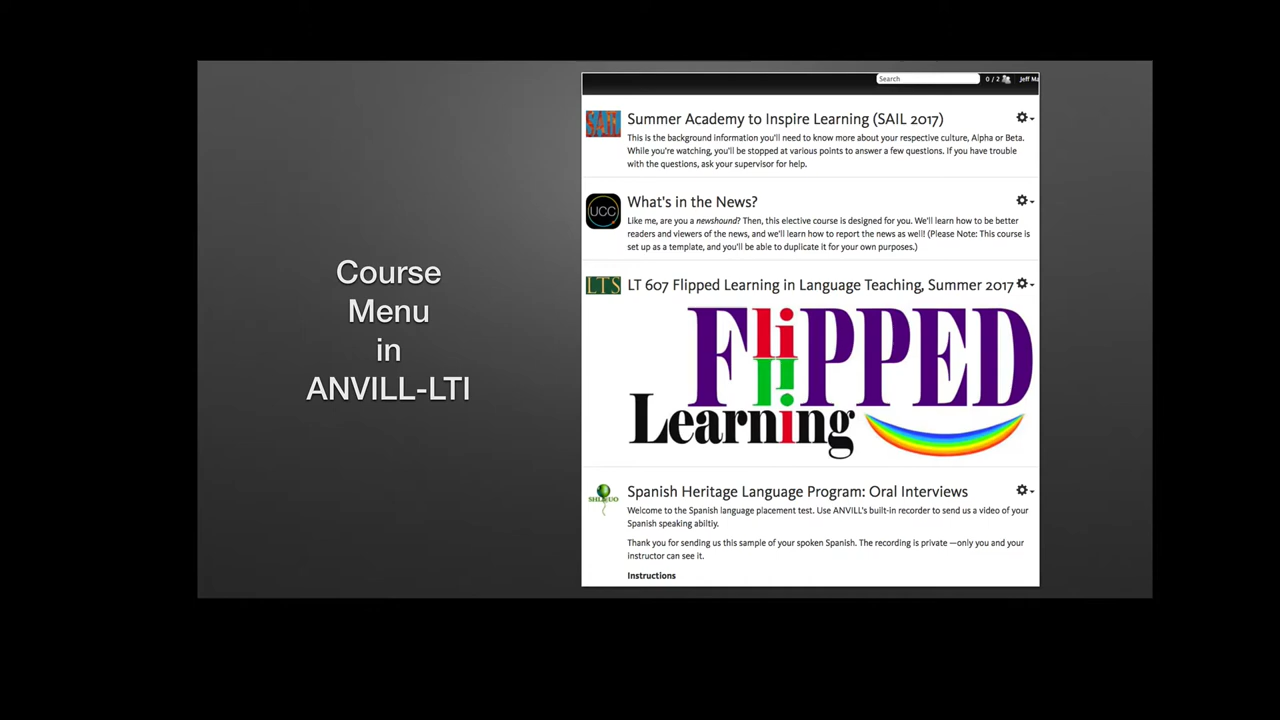 Course
Menu
in
ANVILL-LTI
Search
0 / 2
Jeff Ma
SAIL
Summer Academy to Inspire Learning (SAIL 2017)
This is the background information you'll need to know more about your respective culture, Alpha or Beta.
While you're watching, you'll be stopped at various points to answer a few questions. If you have trouble
with the questions, ask your supervisor for help.
UCC
What's in the News?
Like me, are you a newshound? Then, this elective course is designed for you. We'll learn how to be better
readers and viewers of the news, and we'll learn how to report the news as well! (Please Note: This course is
set up as a template, and you'll be able to duplicate it for your own purposes.)
LTS
LT 607 Flipped Learning in Language Teaching, Summer 2017
FliPPED
Learning
Spanish Heritage Language Program: Oral Interviews
Welcome to the Spanish language placement test. Use ANVILL's built-in recorder to send us a video of your
Spanish speaking abiltiy.
Thank you for sending us this sample of your spoken Spanish. The recording is private —only you and your
instructor can see it.
Instructions